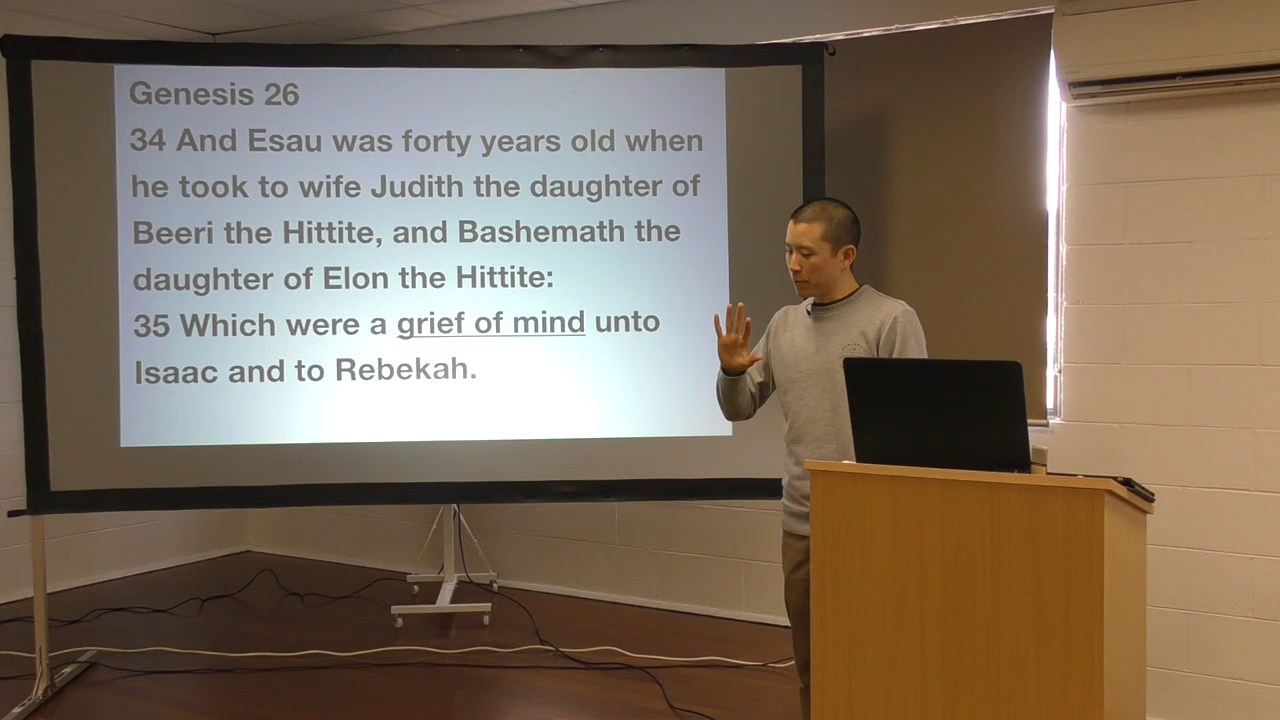 Genesis 26
34 And Esau was forty years old when
he took to wife Judith the daughter of
Beeri the Hittite, and Bashemath the
daughter of Elon the Hittite:
35 Which were a grief of mind unto
Isaac and to Rebekah.